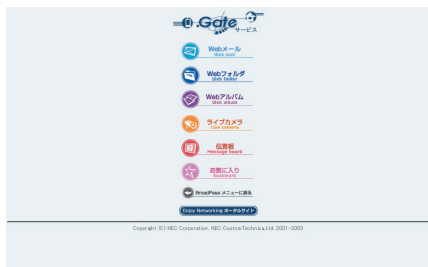 .Gate
サービス
Webメール
Web mail
Webフォルダ
Web folder
Webアルバム
Web album
ライブカメラ
Live camera
伝言板
Message board
お気に入り
Bookmark
BroadPass メニューに戻る
Enjoy Networking ポータルサイト
Copyright (C) NEC Corporation, NEC CustomTechnica,Ltd. 2001-2003